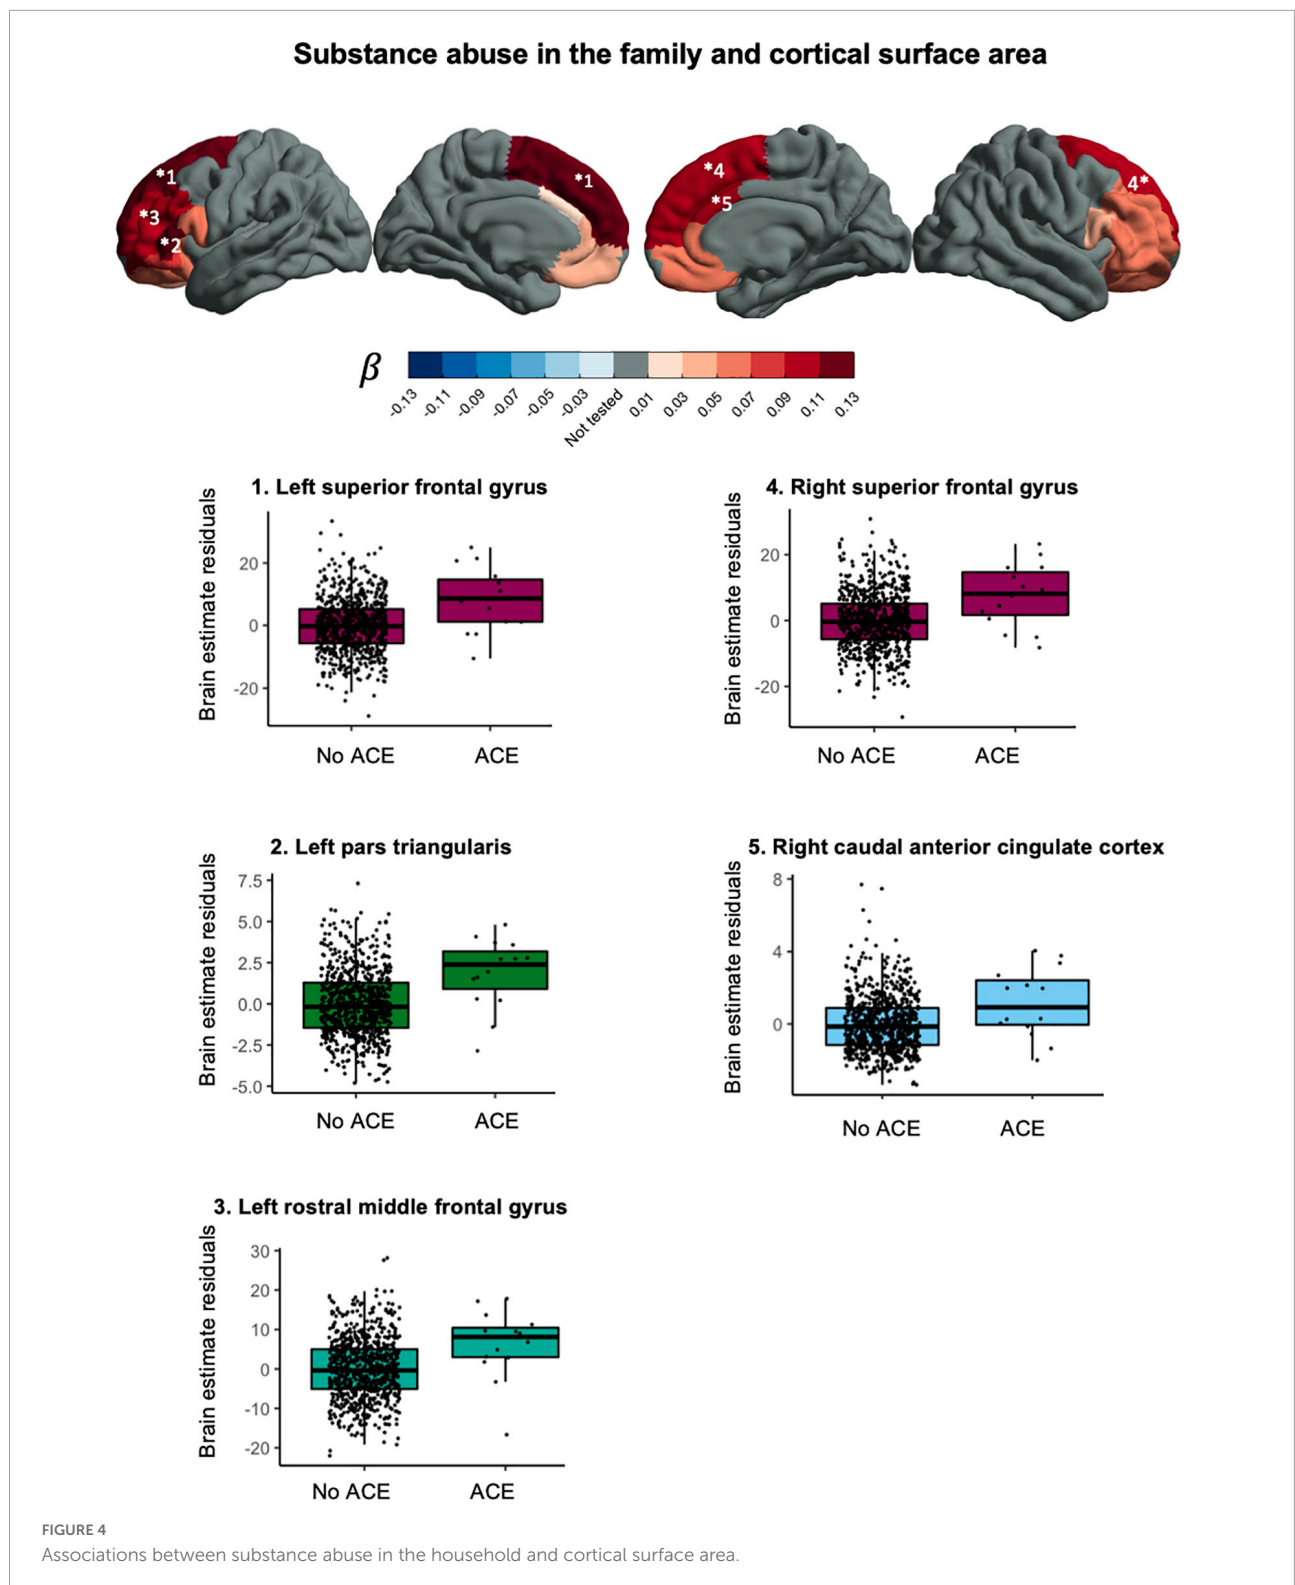 Substance abuse in the family and cortical surface area
*1
*3
*2
*1
*4
*5
4*
β
-0.13 -0.11 -0.09 -0.07 -0.05 -0.03 Not tested 0.01 0.03 0.05 0.07 0.09 0.11 0.13
1. Left superior frontal gyrus
Brain estimate residuals
20
0
-20
No ACE ACE
4. Right superior frontal gyrus
Brain estimate residuals
20
0
-20
No ACE ACE
2. Left pars triangularis
Brain estimate residuals
7.5
5.0
2.5
0.0
-2.5
-5.0
No ACE ACE
5. Right caudal anterior cingulate cortex
Brain estimate residuals
8
4
0
No ACE ACE
3. Left rostral middle frontal gyrus
Brain estimate residuals
30
20
10
0
-10
-20
No ACE ACE
FIGURE 4
Associations between substance abuse in the household and cortical surface area.